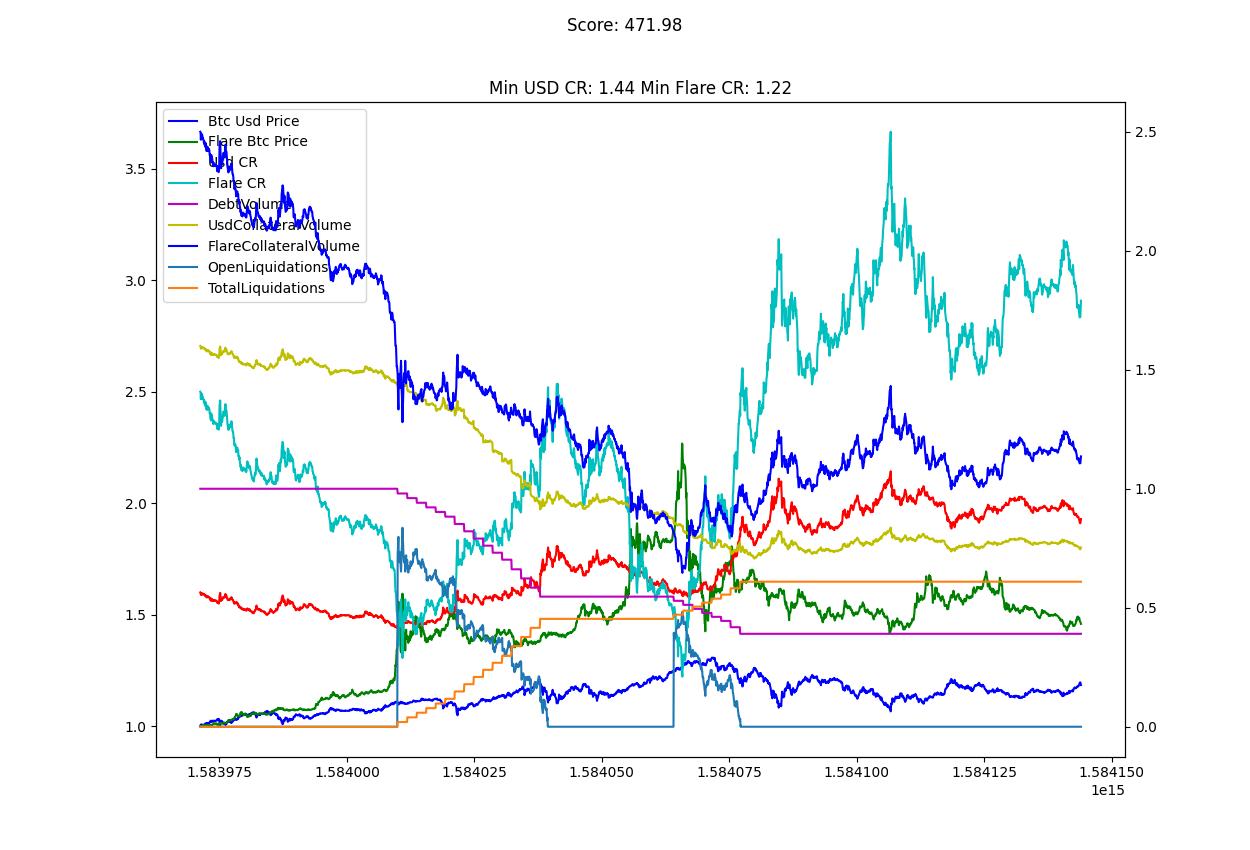 Score: 471.98
Min USD CR: 1.44 Min Flare CR: 1.22
Btc Usd Price
Flare Btc Price
Usd CR
Flare CR
DebtVolume
UsdCollateralVolume
FlareCollateralVolume
OpenLiquidations
TotalLiquidations
3.5
3.0
2.5
2.0
1.5
1.0
2.5
2.0
1.5
1.0
0.5
0.0
1.583975
1.584000
1.584025
1.584050
1.584075
1.584100
1.584125
1.584150
1e15